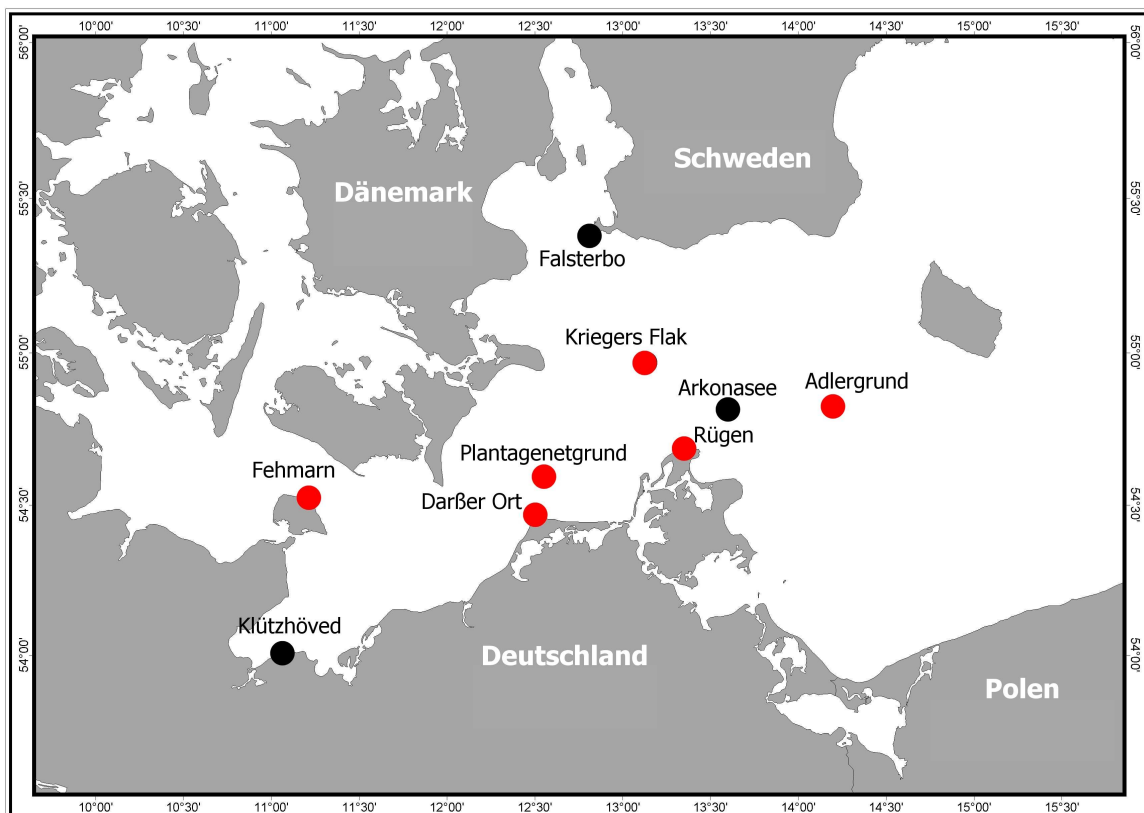 10°00' 10°30' 11°00' 11°30' 12°00' 12°30' 13°00' 13°30' 14°00' 14°30' 15°00' 15°30'
56°00' 56°00'
Schweden
Dänemark
55°30' 55°30'
Falsterbo
Kriegers Flak
55°00' 55°00'
Arkonasee Adlergrund
Rügen
Plantagenetgrund
Fehmarn
Darßer Ort
54°30' 54°30'
Klützhöved
Deutschland
54°00' 54°00'
Polen
10°00' 10°30' 11°00' 11°30' 12°00' 12°30' 13°00' 13°30' 14°00' 14°30' 15°00' 15°30'